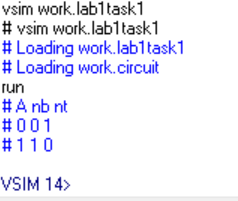 vsim work.lab1task1
# vsim work.lab1task1
# Loading work.lab1task1
# Loading work.circuit
run
# A nb nt
# 0 0 1
# 1 1 0
VSIM 14>